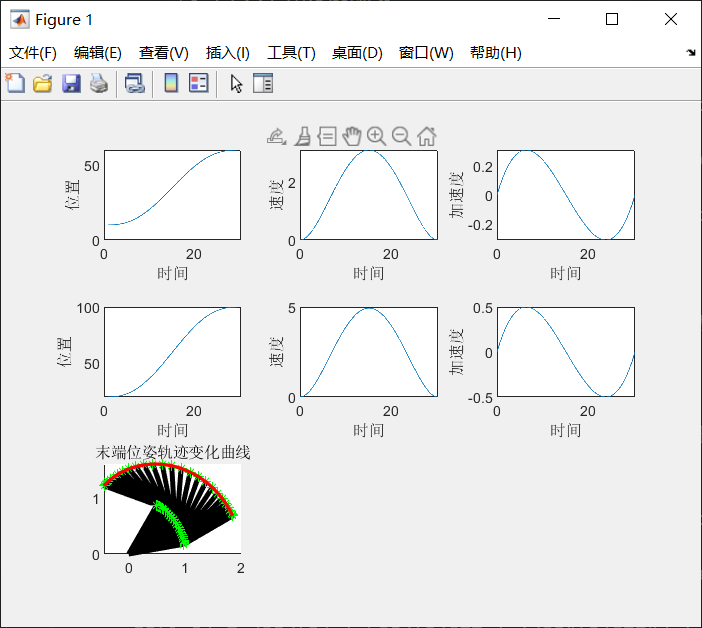 Figure 1
文件(F) 编辑(E) 查看(V) 插入(I) 工具(T) 桌面(D) 窗口(W) 帮助(H)
50
0
位置
0 20
时间
2
0
速度
0 20
时间
0.2
0
-0.2
加速度
0 20
时间
100
50
位置
0 20
时间
5
0
速度
0 20
时间
0.5
0
-0.5
加速度
0 20
时间
末端位姿轨迹变化曲线
1
0
0 1 2